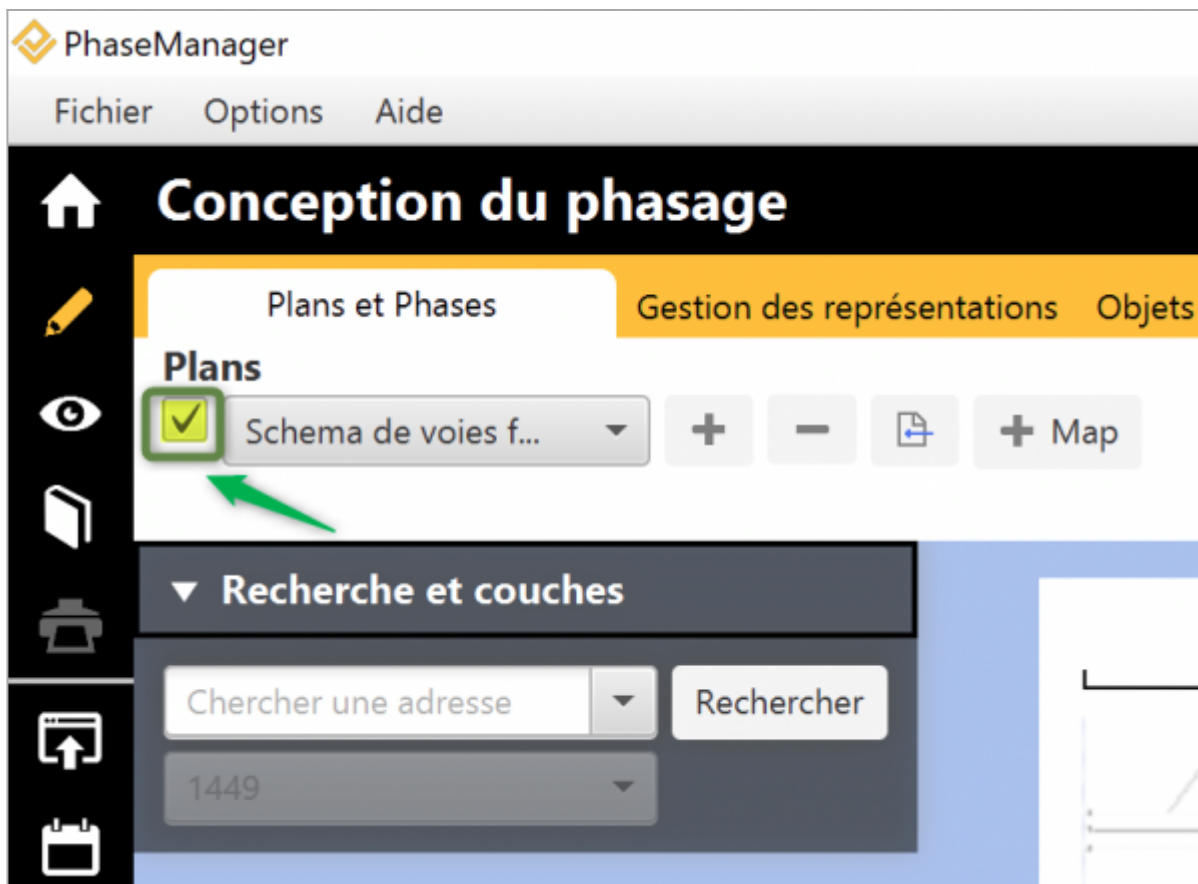 PhaseManager
Fichier Options Aide
Conception du phasage
Plans et Phases Gestion des représentations Objets
Plans
Schema de voies f... + Map
Recherche et couches
Chercher une adresse Rechercher
1449